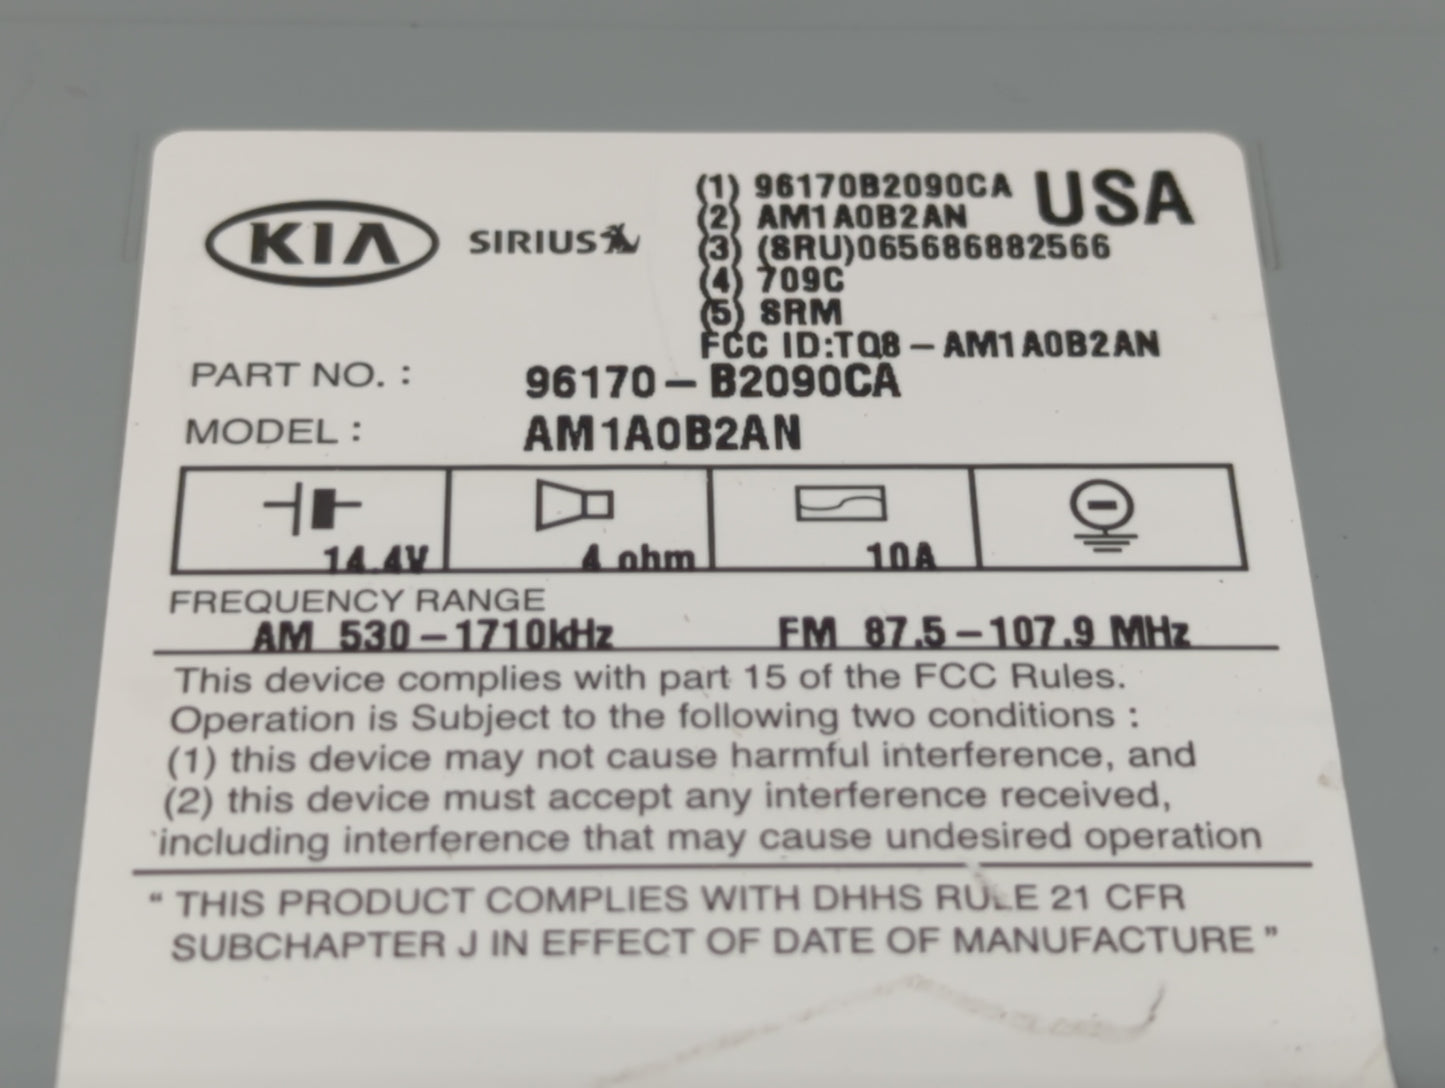 KIA SIRIUS
(1) 96170B2090CA USA
(2) AM1A0B2AN
(3) (SRU)065686882566
(4) 709C
(5) SRM
FCC ID:TQ8-AM1A0B2AN
PART NO. : 96170-B2090CA
MODEL : AM1A0B2AN
14.4V 4 ohm 10A
FREQUENCY RANGE
AM 530-1710kHz FM 87.5-107.9 MHz
This device complies with part 15 of the FCC Rules.
Operation is Subject to the following two conditions :
(1) this device may not cause harmful interference, and
(2) this device must accept any interference received,
including interference that may cause undesired operation
“ THIS PRODUCT COMPLIES WITH DHHS RULE 21 CFR
SUBCHAPTER J IN EFFECT OF DATE OF MANUFACTURE ”